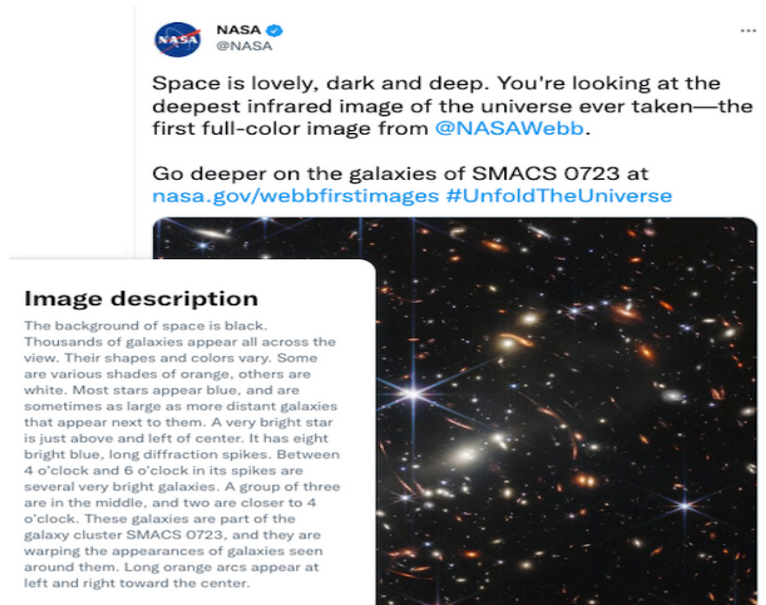 NASA
NASA
@NASA
Space is lovely, dark and deep. You're looking at the
deepest infrared image of the universe ever taken—the
first full-color image from @NASAWebb.
Go deeper on the galaxies of SMACS 0723 at
nasa.gov/webbfirstimages #UnfoldTheUniverse
Image description
The background of space is black.
Thousands of galaxies appear all across the
view. Their shapes and colors vary. Some
are various shades of orange, others are
white. Most stars appear blue, and are
sometimes as large as more distant galaxies
that appear next to them. A very bright star
is just above and left of center. It has eight
bright blue, long diffraction spikes. Between
4 o'clock and 6 o'clock in its spikes are
several very bright galaxies. A group of three
are in the middle, and two are closer to 4
o'clock. These galaxies are part of the
galaxy cluster SMACS 0723, and they are
warping the appearances of galaxies seen
around them. Long orange arcs appear at
left and right toward the center.